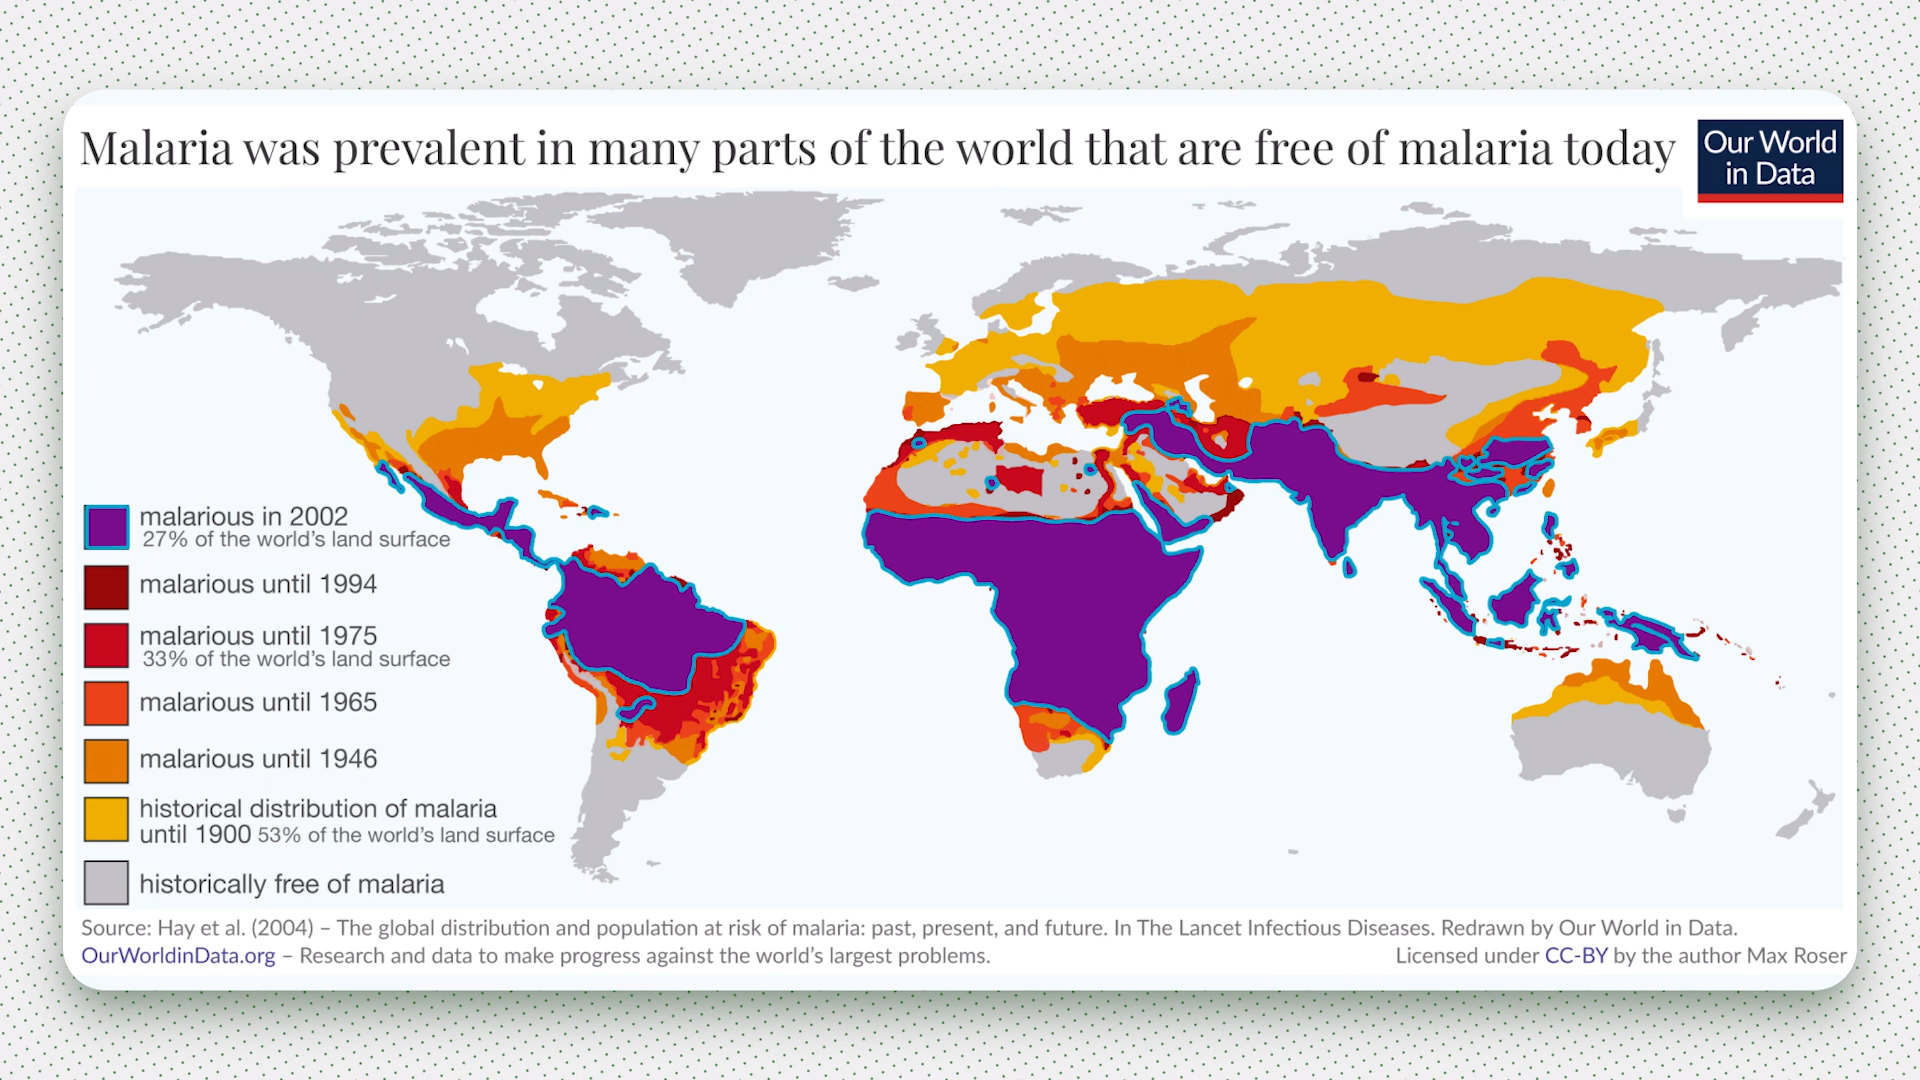 Malaria was prevalent in many parts of the world that are free of malaria today
Our World
in Data
malarious in 2002
27% of the world's land surface
malarious until 1994
malarious until 1975
33% of the world's land surface
malarious until 1965
malarious until 1946
historical distribution of malaria
until 1900 53% of the world's land surface
historically free of malaria
Source: Hay et al. (2004) – The global distribution and population at risk of malaria: past, present, and future. In The Lancet Infectious Diseases. Redrawn by Our World in Data.
OurWorldinData.org – Research and data to make progress against the world's largest problems.
Licensed under CC-BY by the author Max Roser